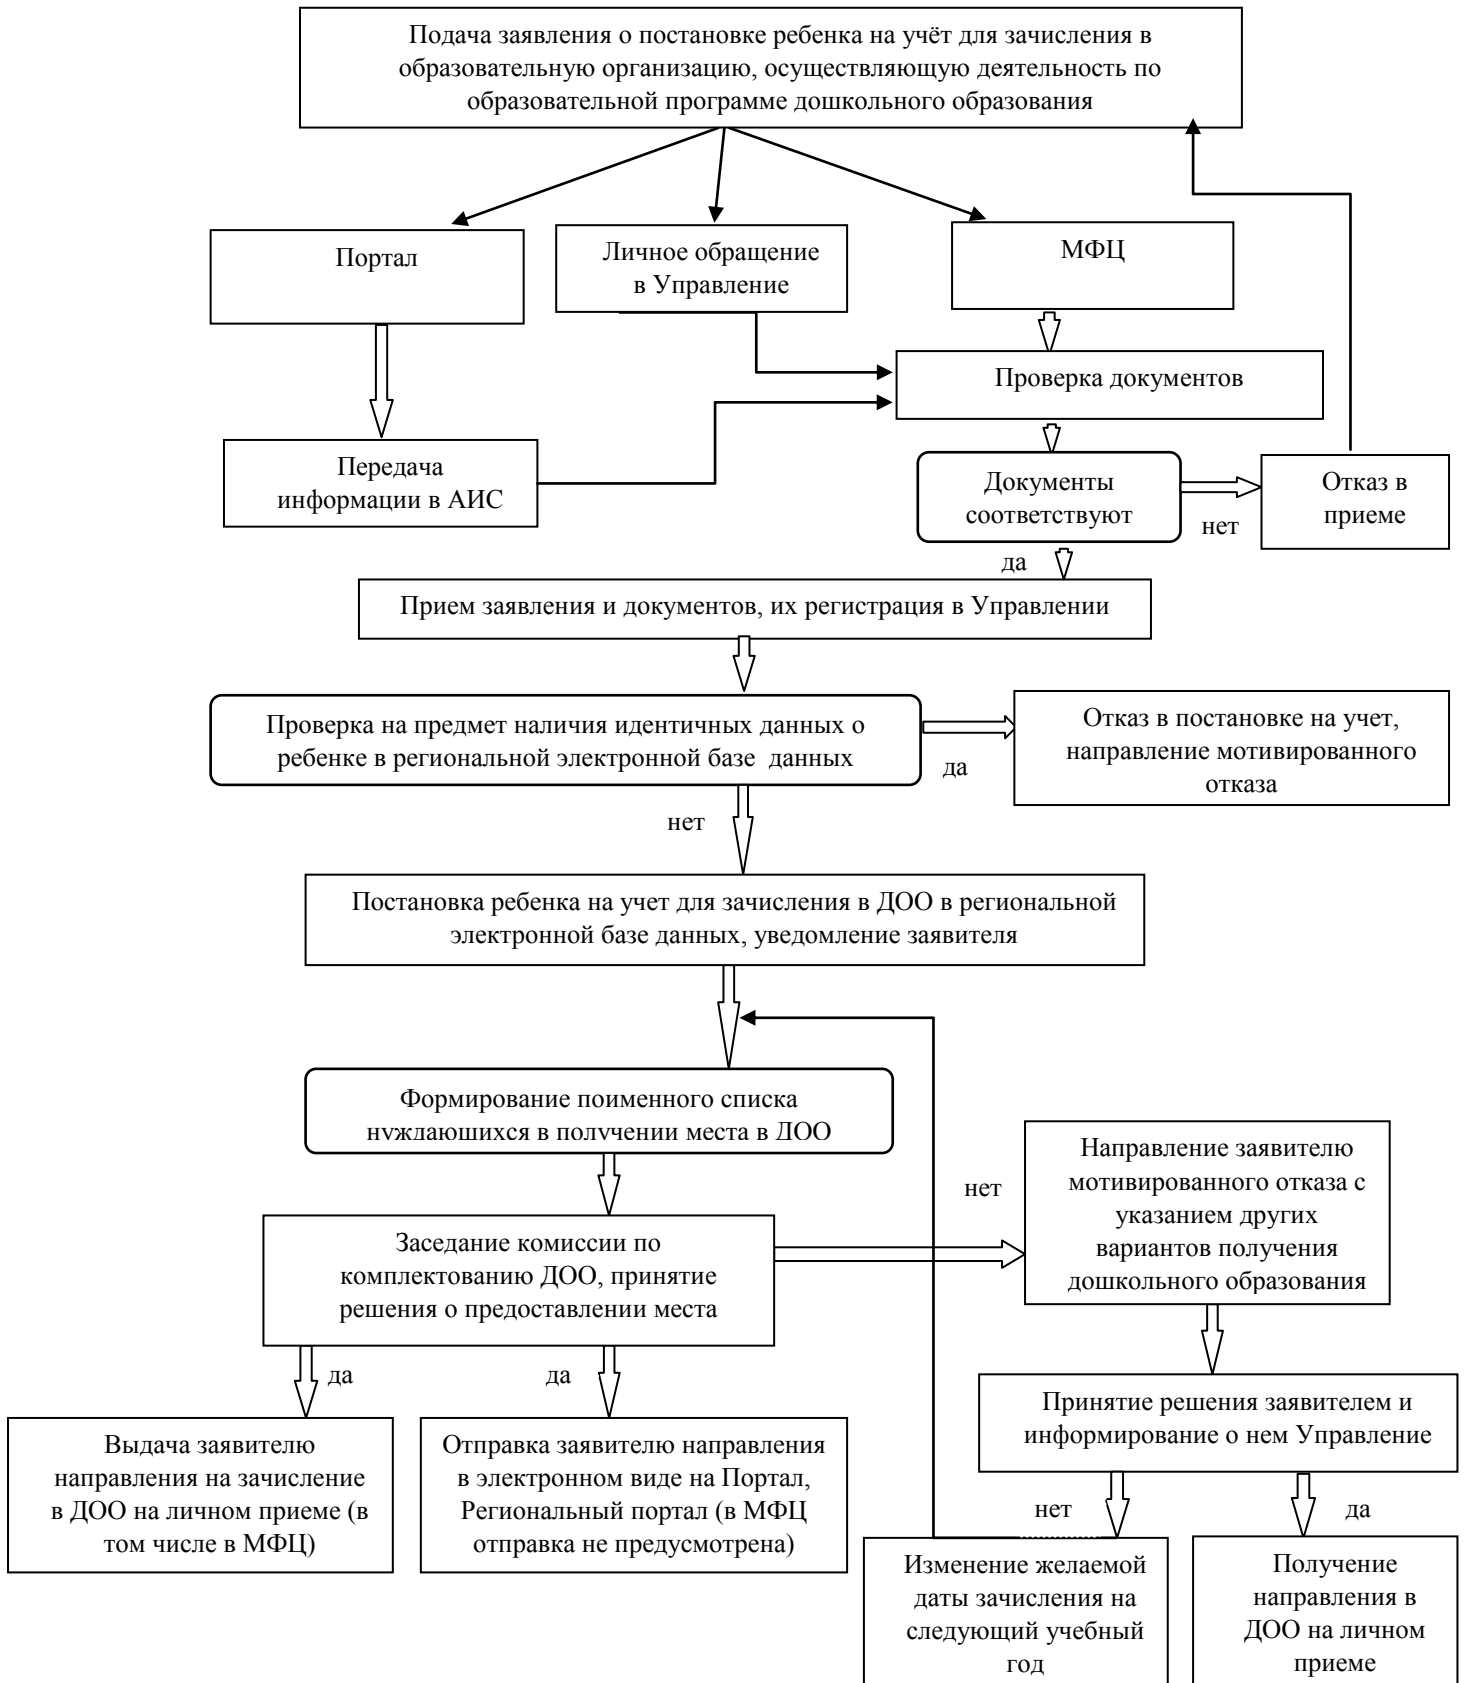 Подача заявления о постановке ребенка на учёт для зачисления в
образовательную организацию, осуществляющую деятельность по
образовательной программе дошкольного образования
Портал
Личное обращение
в Управление
МФЦ
Проверка документов
Передача
информации в АИС
Документы
соответствуют
нет
Отказ в
приеме
да
Прием заявления и документов, их регистрация в Управлении
Проверка на предмет наличия идентичных данных о
ребенке в региональной электронной базе данных
да
Отказ в постановке на учет,
направление мотивированного
отказа
нет
Постановка ребенка на учет для зачисления в ДОО в региональной
электронной базе данных, уведомление заявителя
Формирование поименного списка
нуждающихся в получении места в ДОО
нет
Направление заявителю
мотивированного отказа с
указанием других
вариантов получения
дошкольного образования
Заседание комиссии по
комплектованию ДОО, принятие
решения о предоставлении места
да
да
Принятие решения заявителем и
информирование о нем Управление
Выдача заявителю
направления на зачисление
в ДОО на личном приеме (в
том числе в МФЦ)
Отправка заявителю направления
в электронном виде на Портал,
Региональный портал (в МФЦ
отправка не предусмотрена)
нет
да
Изменение желаемой
даты зачисления на
следующий учебный
год
Получение
направления в
ДОО на личном
приеме